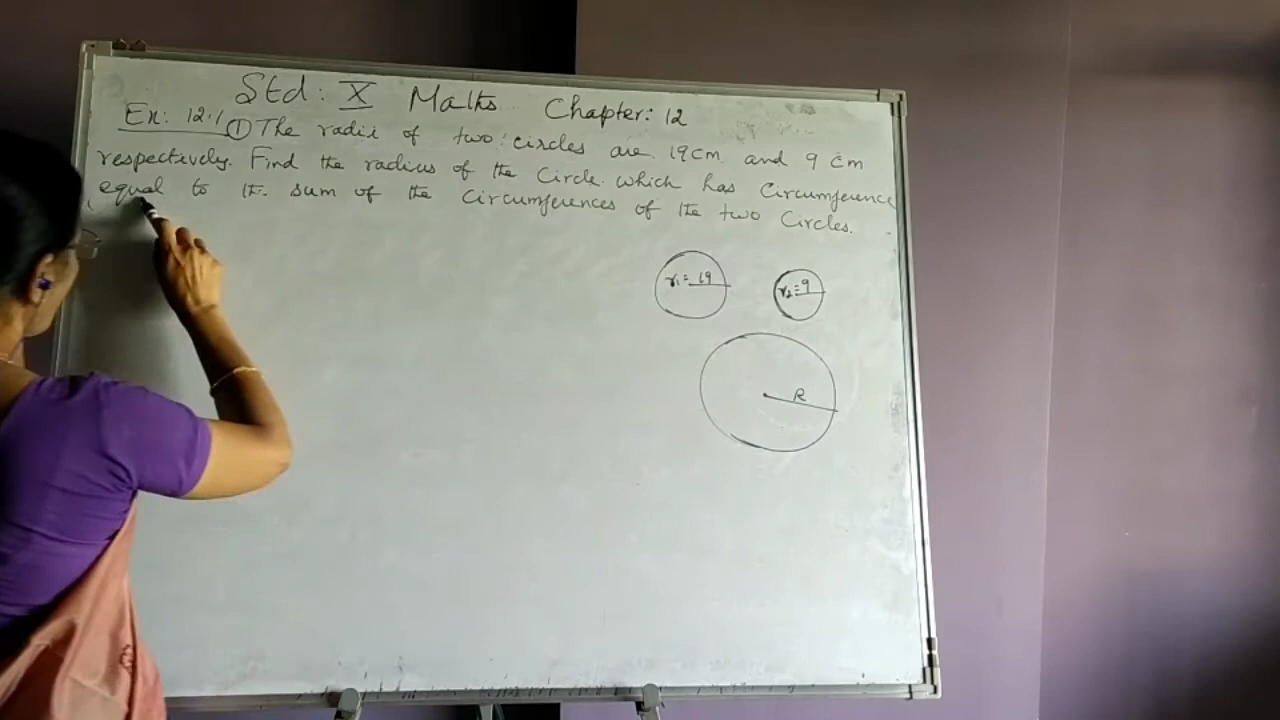 Std: X Maths Chapter: 12
Ex: 12.1 ① The radii of two circles are 19 cm and 9 cm
respectively. Find the radius of the Circle which has Circumference
equal to the sum of the Circumferences of the two Circles.
r₁ = 19 r₂ = 9
R